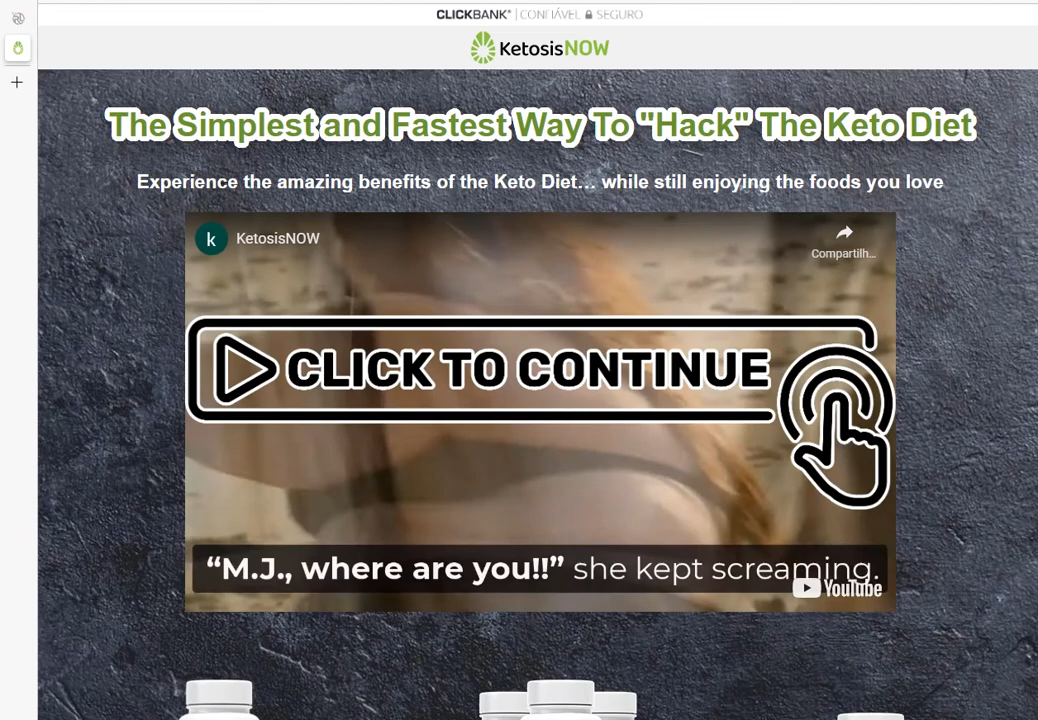 CLICKBANK® | CONFIÁVEL SEGURO
KetosisNOW
The Simplest and Fastest Way To "Hack" The Keto Diet
Experience the amazing benefits of the Keto Diet... while still enjoying the foods you love
k KetosisNOW
Compartilh...
CLICK TO CONTINUE
“M.J., where are you!!” she kept screaming.
YouTube